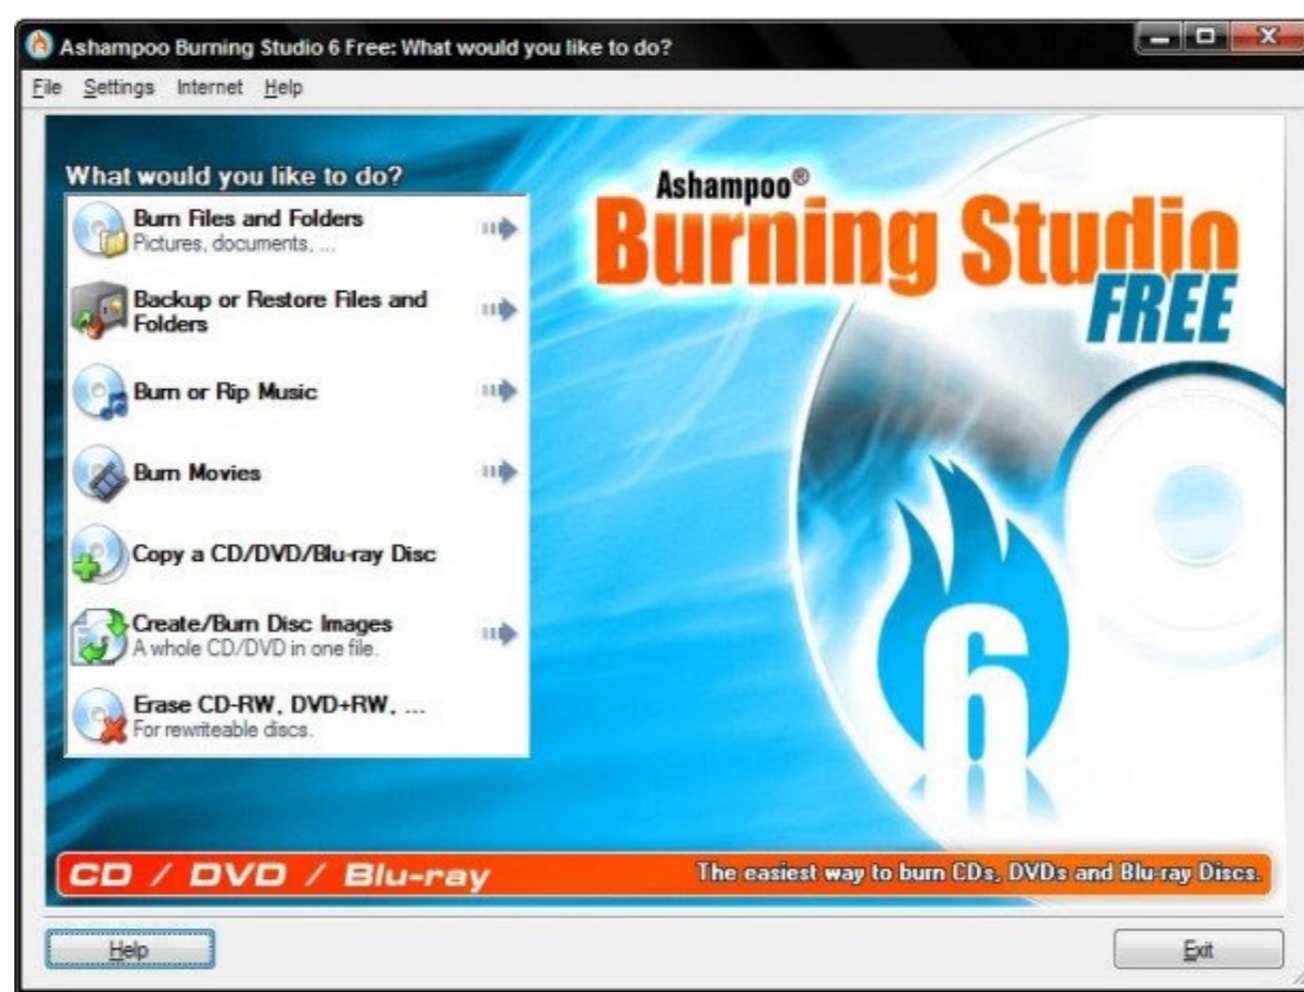 Ashampoo Burning Studio 6 Free: What would you like to do?
File Settings Internet Help
What would you like to do?
Burn Files and Folders
Pictures, documents, ...
Backup or Restore Files and
Folders
Burn or Rip Music
Burn Movies
Copy a CD/DVD/Blu-ray Disc
Create/Burn Disc Images
A whole CD/DVD in one file.
Erase CD-RW, DVD+RW, ...
For rewriteable discs.
Ashampoo®
Burning Studio
FREE
6
CD / DVD / Blu-ray
The easiest way to burn CDs, DVDs and Blu-ray Discs.
Help
Exit